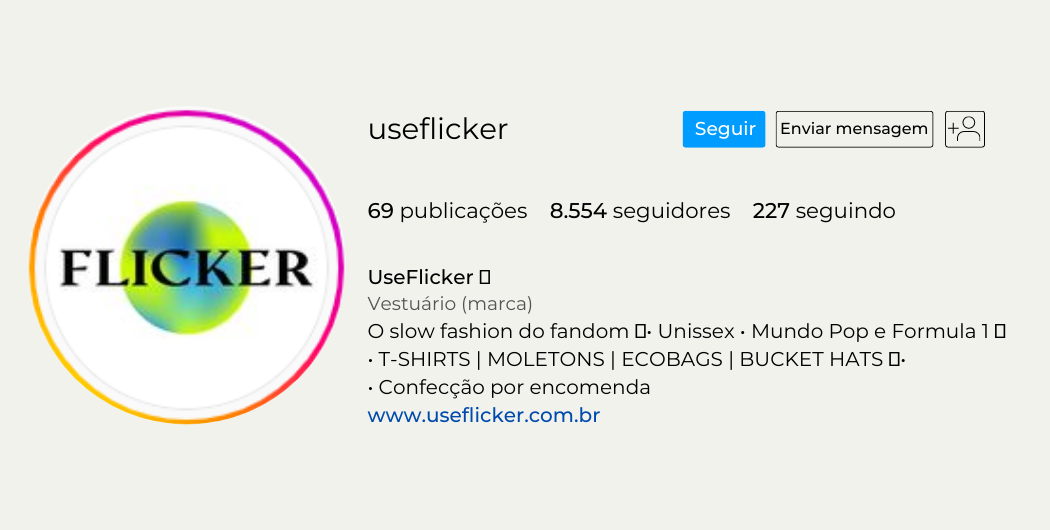 FLICKER
useflicker
Seguir
Enviar mensagem
69 publicações 8.554 seguidores 227 seguindo
UseFlicker
Vestuário (marca)
O slow fashion do fandom • Unissex • Mundo Pop e Formula 1
• T-SHIRTS | MOLETONS | ECOBAGS | BUCKET HATS •
• Confecção por encomenda
www.useflicker.com.br